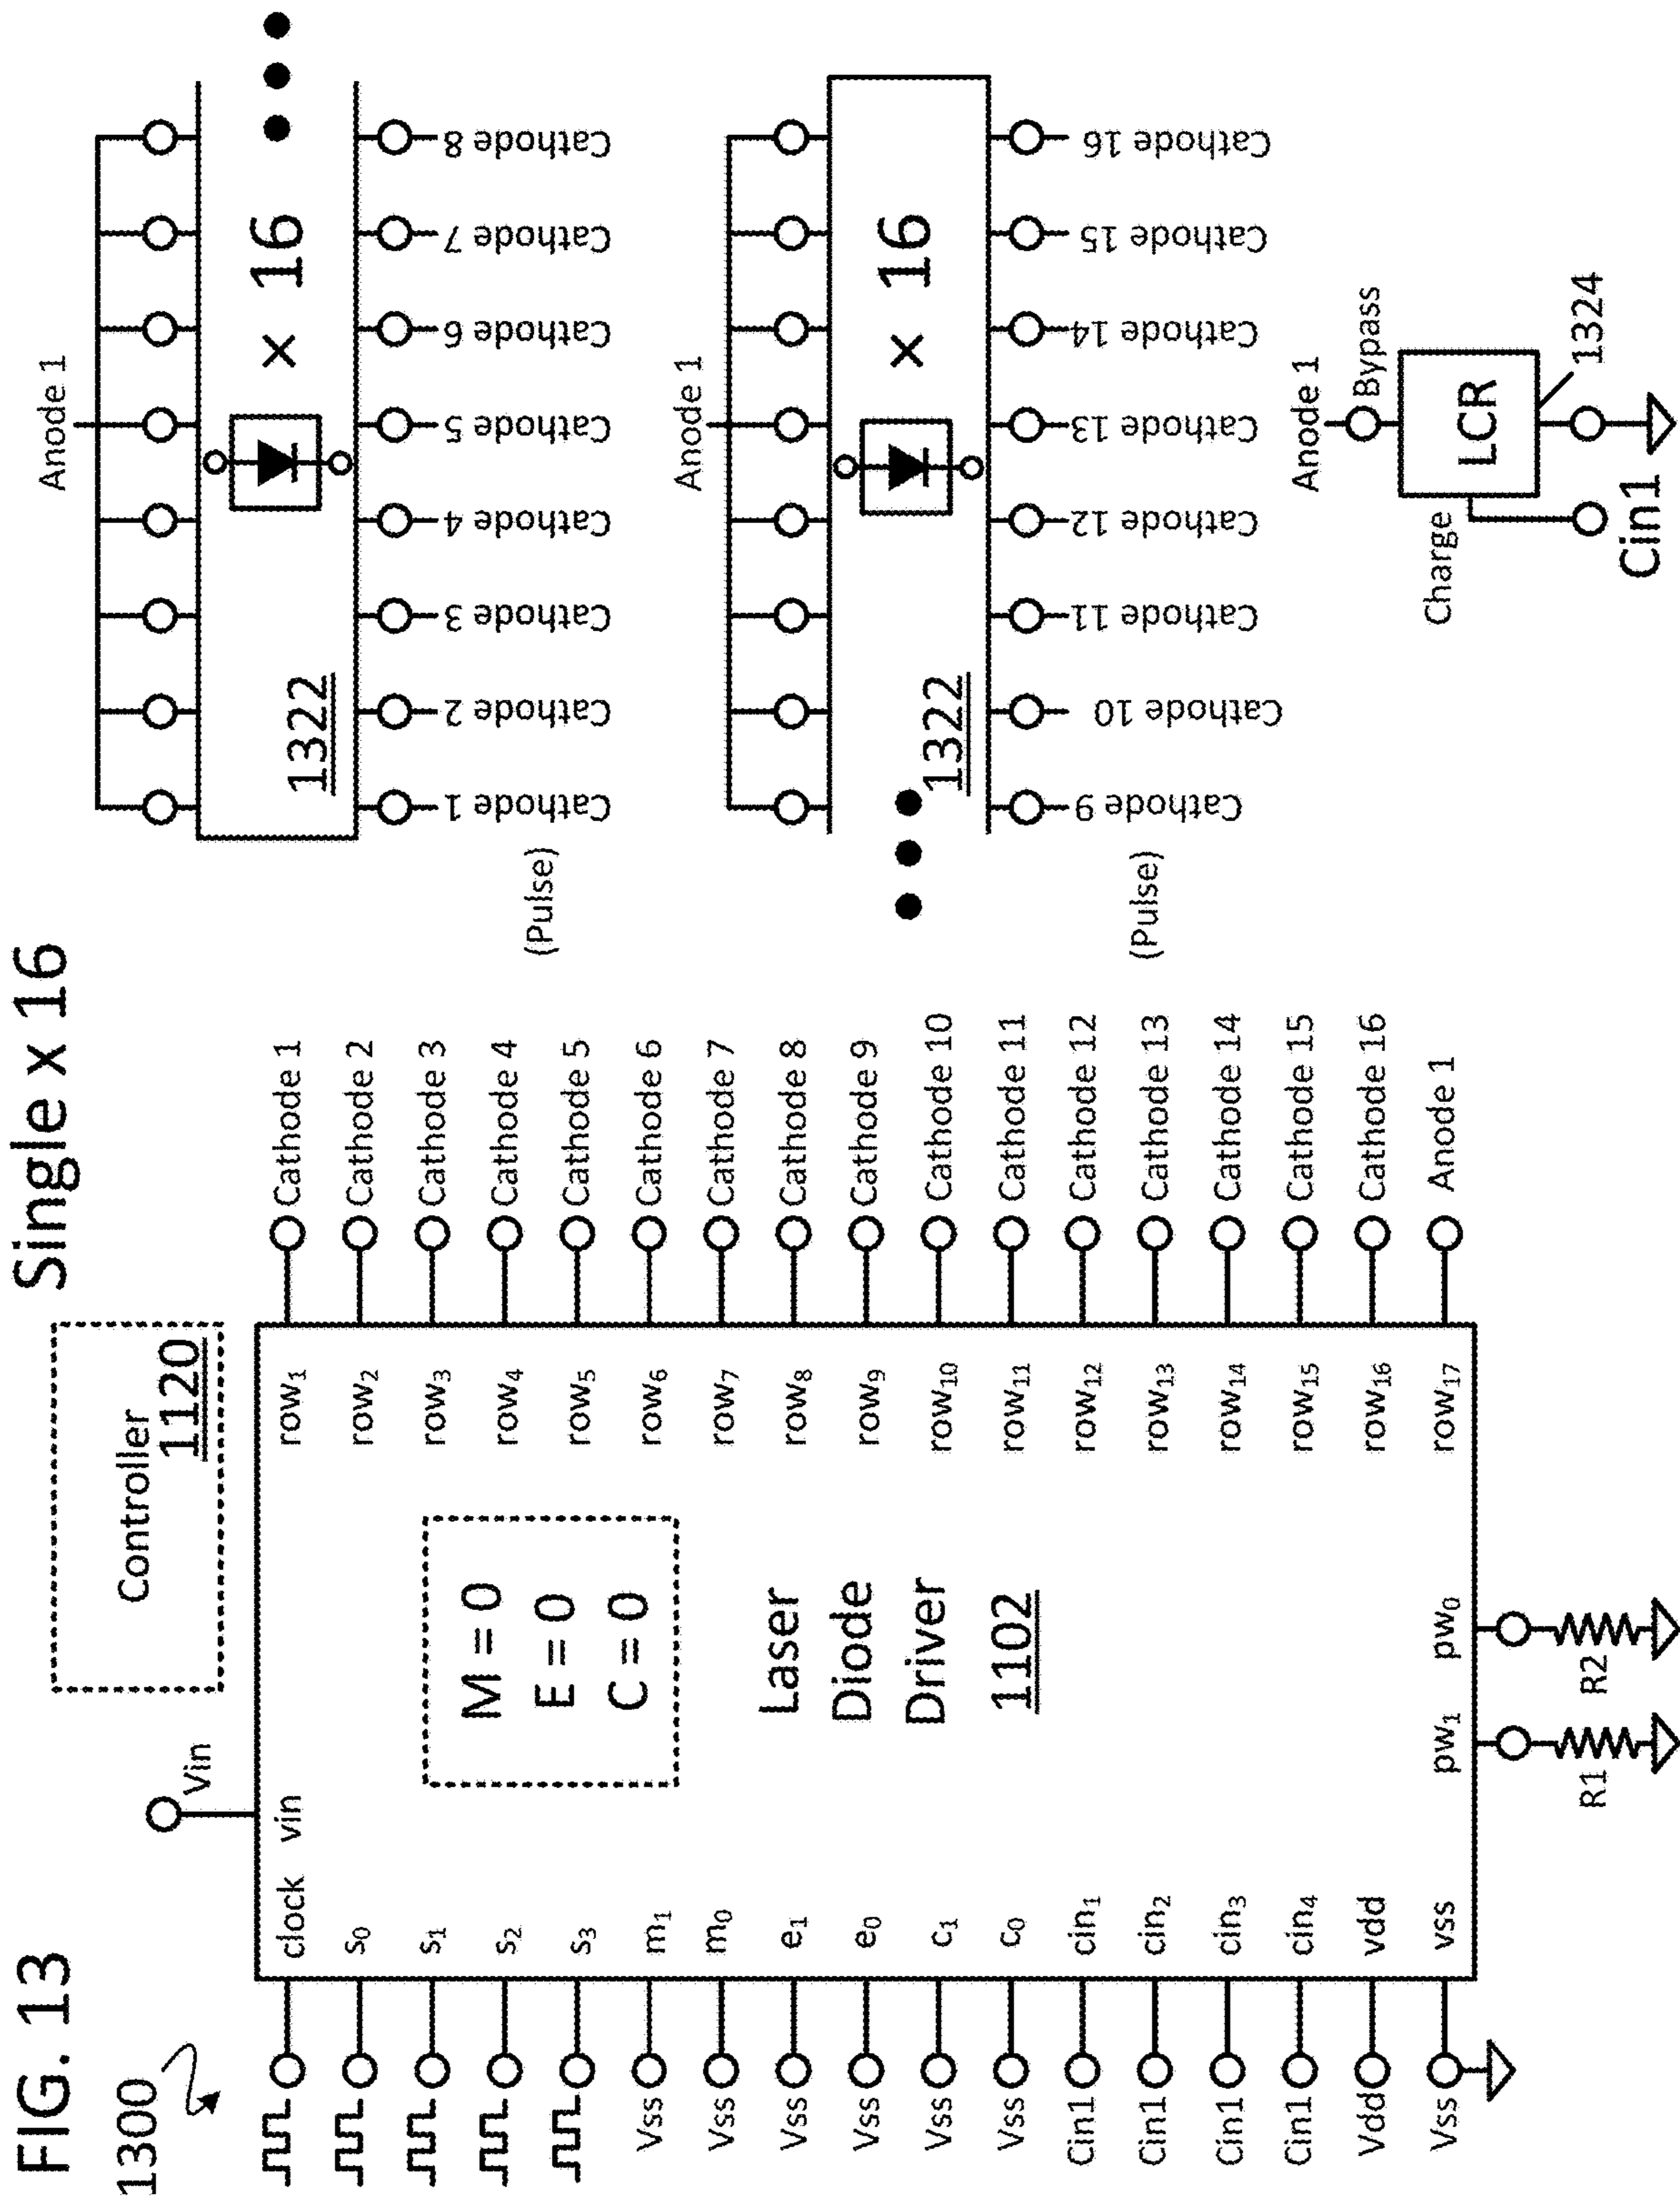 FIG. 13
Single x 16
1300
Vin
Controller
1120
clock
vin
s0
s1
s2
s3
m1
m0
e1
e0
c1
c0
cin1
cin2
cin3
cin4
vdd
vss
Vss
Vss
Vss
Vss
Vss
Vss
Cin1
Cin1
Cin1
Cin1
Vdd
Vss
M = 0
E = 0
C = 0
Laser
Diode
Driver
1102
pw1
pw0
R1
R2
row1
row2
row3
row4
row5
row6
row7
row8
row9
row10
row11
row12
row13
row14
row15
row16
row17
Cathode 1
Cathode 2
Cathode 3
Cathode 4
Cathode 5
Cathode 6
Cathode 7
Cathode 8
Cathode 9
Cathode 10
Cathode 11
Cathode 12
Cathode 13
Cathode 14
Cathode 15
Cathode 16
Anode 1
Anode 1
1322
× 16
(Pulse)
Cathode 1
Cathode 2
Cathode 3
Cathode 4
Cathode 5
Cathode 6
Cathode 7
Cathode 8
Anode 1
1322
× 16
(Pulse)
Cathode 9
Cathode 10
Cathode 11
Cathode 12
Cathode 13
Cathode 14
Cathode 15
Cathode 16
Anode 1
Bypass
Charge
LCR
1324
Cin1